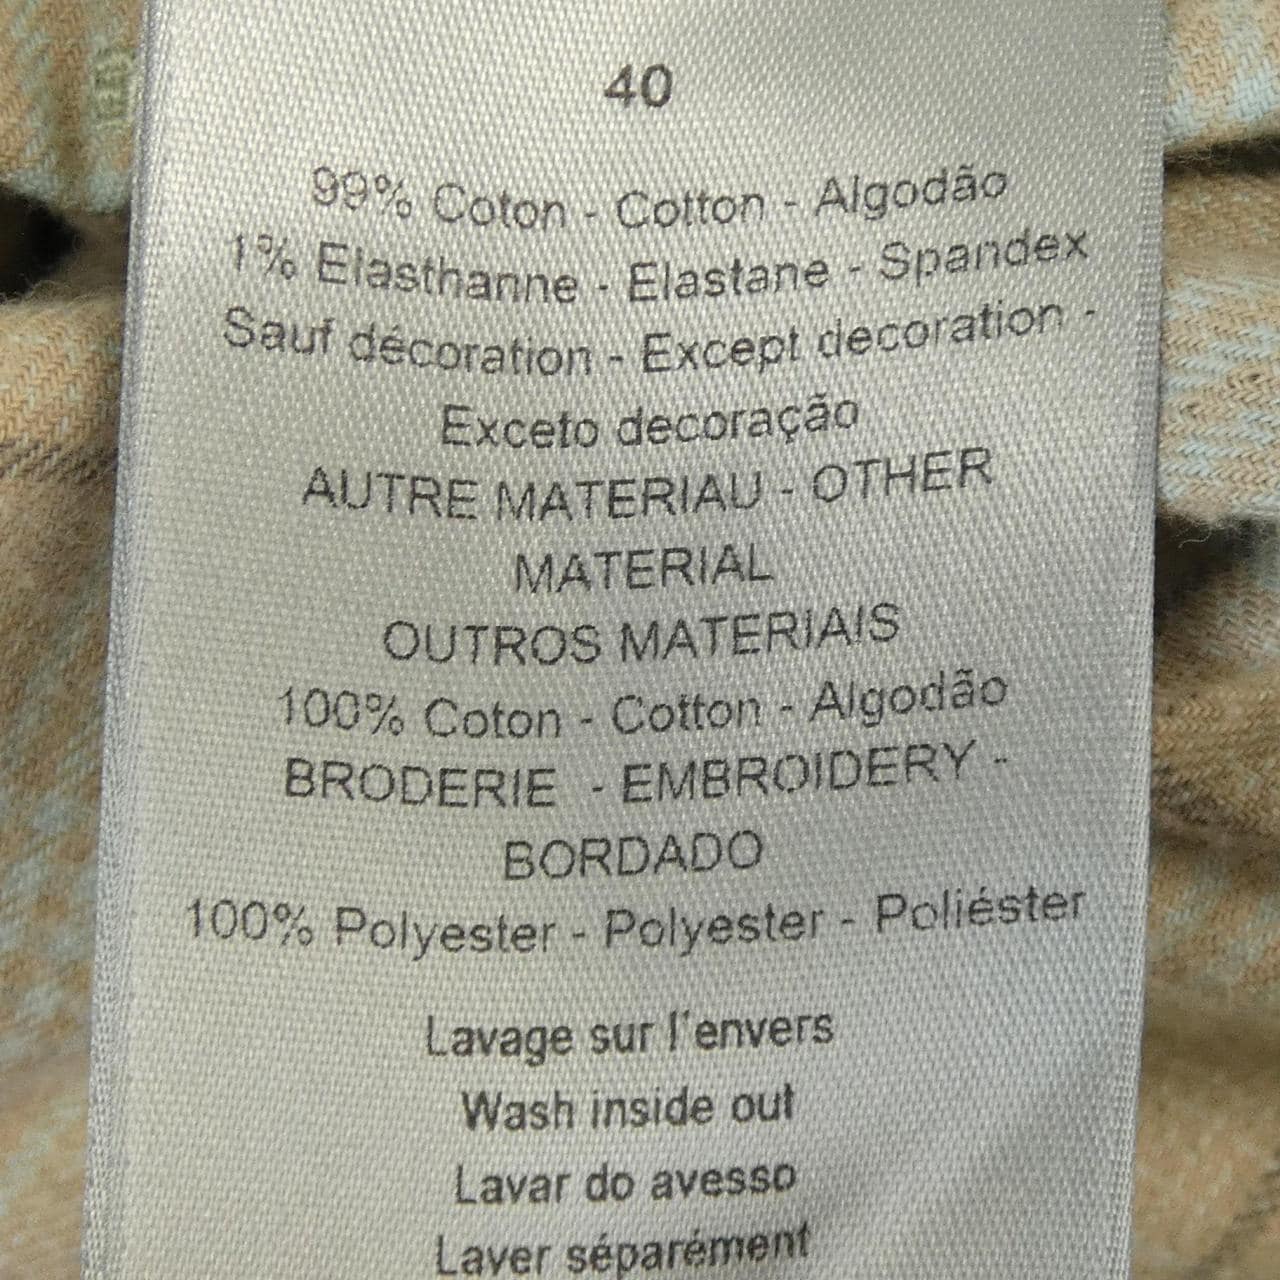 40
99% Coton - Cotton - Algodão
1% Elasthanne - Elastane - Spandex
Sauf décoration - Except decoration -
Exceto decoração
AUTRE MATERIAU - OTHER
MATERIAL
OUTROS MATERIAIS
100% Coton - Cotton - Algodão
BRODERIE - EMBROIDERY -
BORDADO
100% Polyester - Polyester - Poliéster
Lavage sur l'envers
Wash inside out
Lavar do avesso
Laver séparément